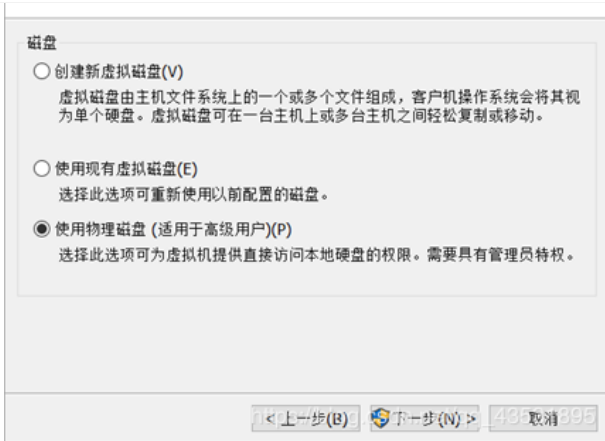 磁盘
创建新虚拟磁盘(V)
虚拟磁盘由主机文件系统上的一个或多个文件组成，客户机操作系统会将其视
为单个硬盘。虚拟磁盘可在一台主机上或多台主机之间轻松复制或移动。
使用现有虚拟磁盘(E)
选择此选项可重新使用以前配置的磁盘。
使用物理磁盘 (适用于高级用户)(P)
选择此选项可为虚拟机提供直接访问本地硬盘的权限。需要具有管理员特权。
< 上一步(B) 下一步(N) > 取消